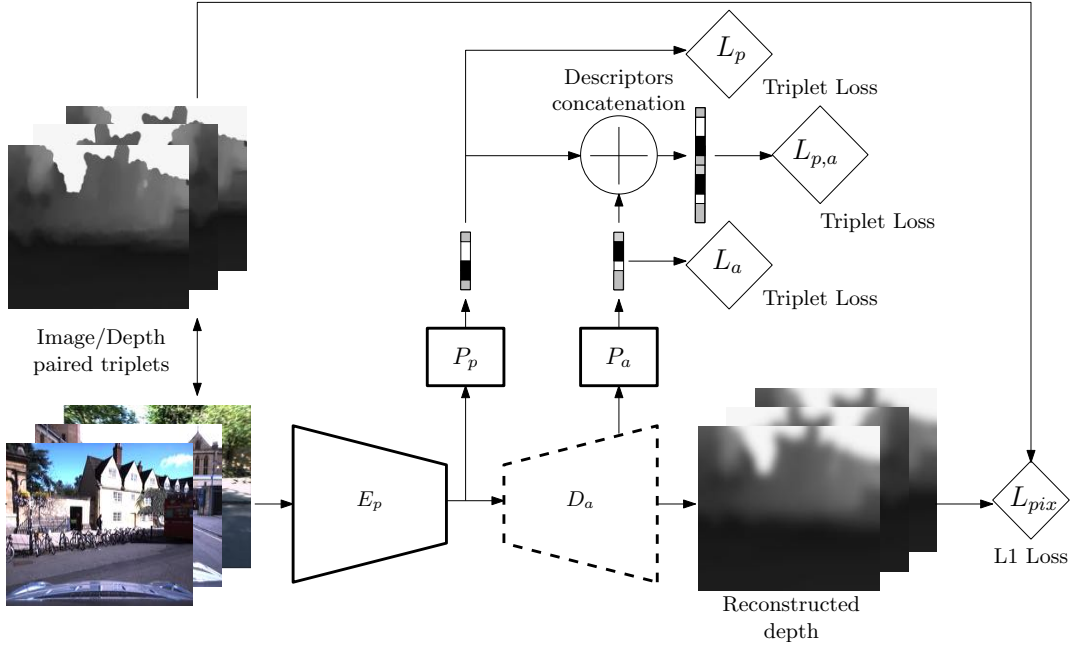 L_p
Triplet Loss
Descriptors
concatenation
L_{p,a}
Triplet Loss
L_a
Triplet Loss
Image/Depth
paired triplets
P_p
P_a
E_p
D_a
L_{pix}
L1 Loss
Reconstructed
depth